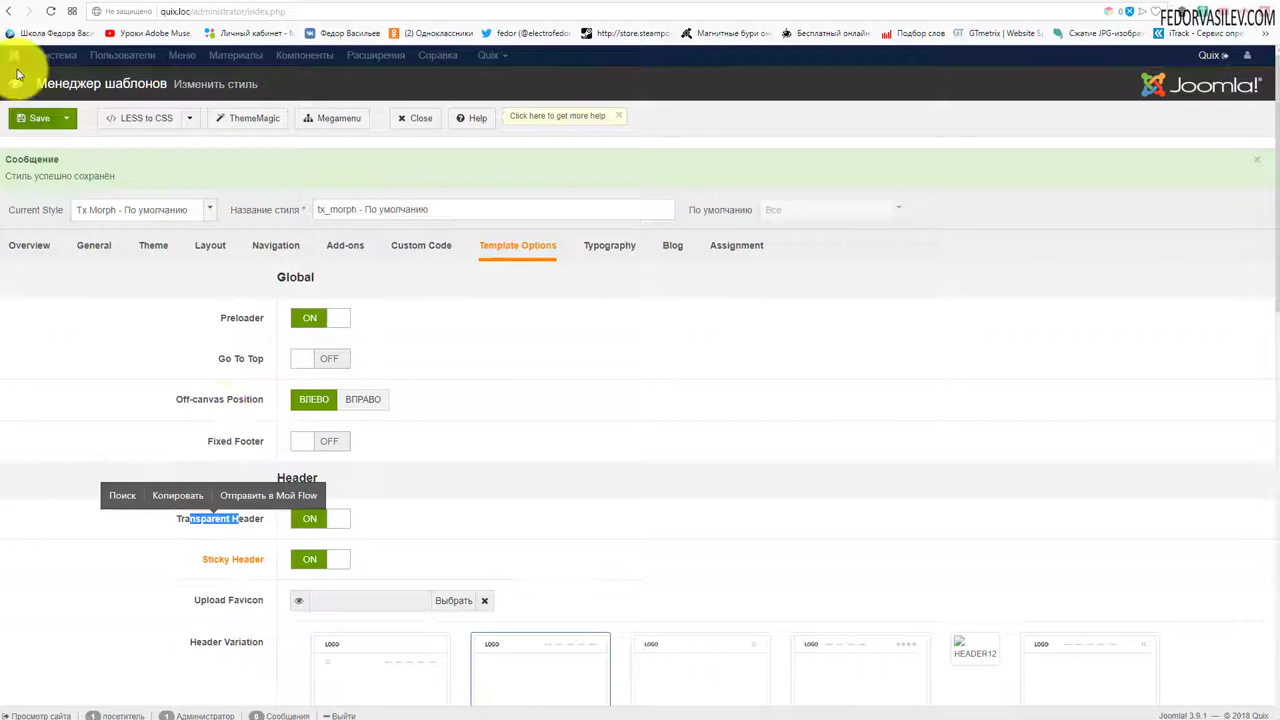 Не защищено quix.loc/administrator/index.php
FEDORVASILEV.COM
Школа Федора Васи Уроки Adobe Muse. Личный кабинет - Федор Васильев (2) Одноклассники fedor (@electrofedo http://store.steampo Магнитные бури он Бесплатный онлайн Подбор слов GTmetrix | Website S Сжатие JPG-изображ iTrack - Сервис опре
Пользователи Меню Материалы Компоненты Расширения Справка Quix Quix
Менеджер шаблонов Изменить стиль Joomla!
Save LESS to CSS ThemeMagic Megamenu Close Help Click here to get more help
Сообщение
Стиль успешно сохранён
Current Style Tx Morph - По умолчанию Название стиля * tx_morph - По умолчанию По умолчанию Все
Overview General Theme Layout Navigation Add-ons Custom Code Template Options Typography Blog Assignment
Global
Preloader ON
Go To Top OFF
Off-canvas Position ВЛЕВО ВПРАВО
Fixed Footer OFF
Header
Поиск Копировать Отправить в Мой Flow
Transparent Header ON
Sticky Header ON
Upload Favicon Выбрать
Header Variation LOGO LOGO LOGO LOGO HEADER12 LOGO
Просмотр сайта 1 посетитель 1 Администратор 0 Сообщения Выйти Joomla! 3.9.1 — © 2018 Quix